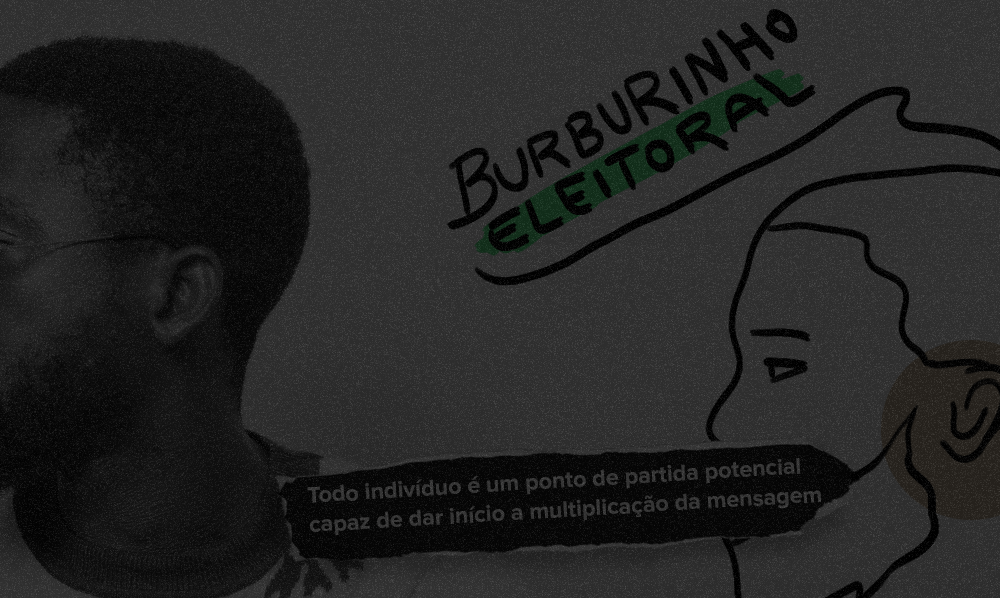 BURBURINHO
ELEITORAL
Todo indivíduo é um ponto de partida potencial
capaz de dar início a multiplicação da mensagem